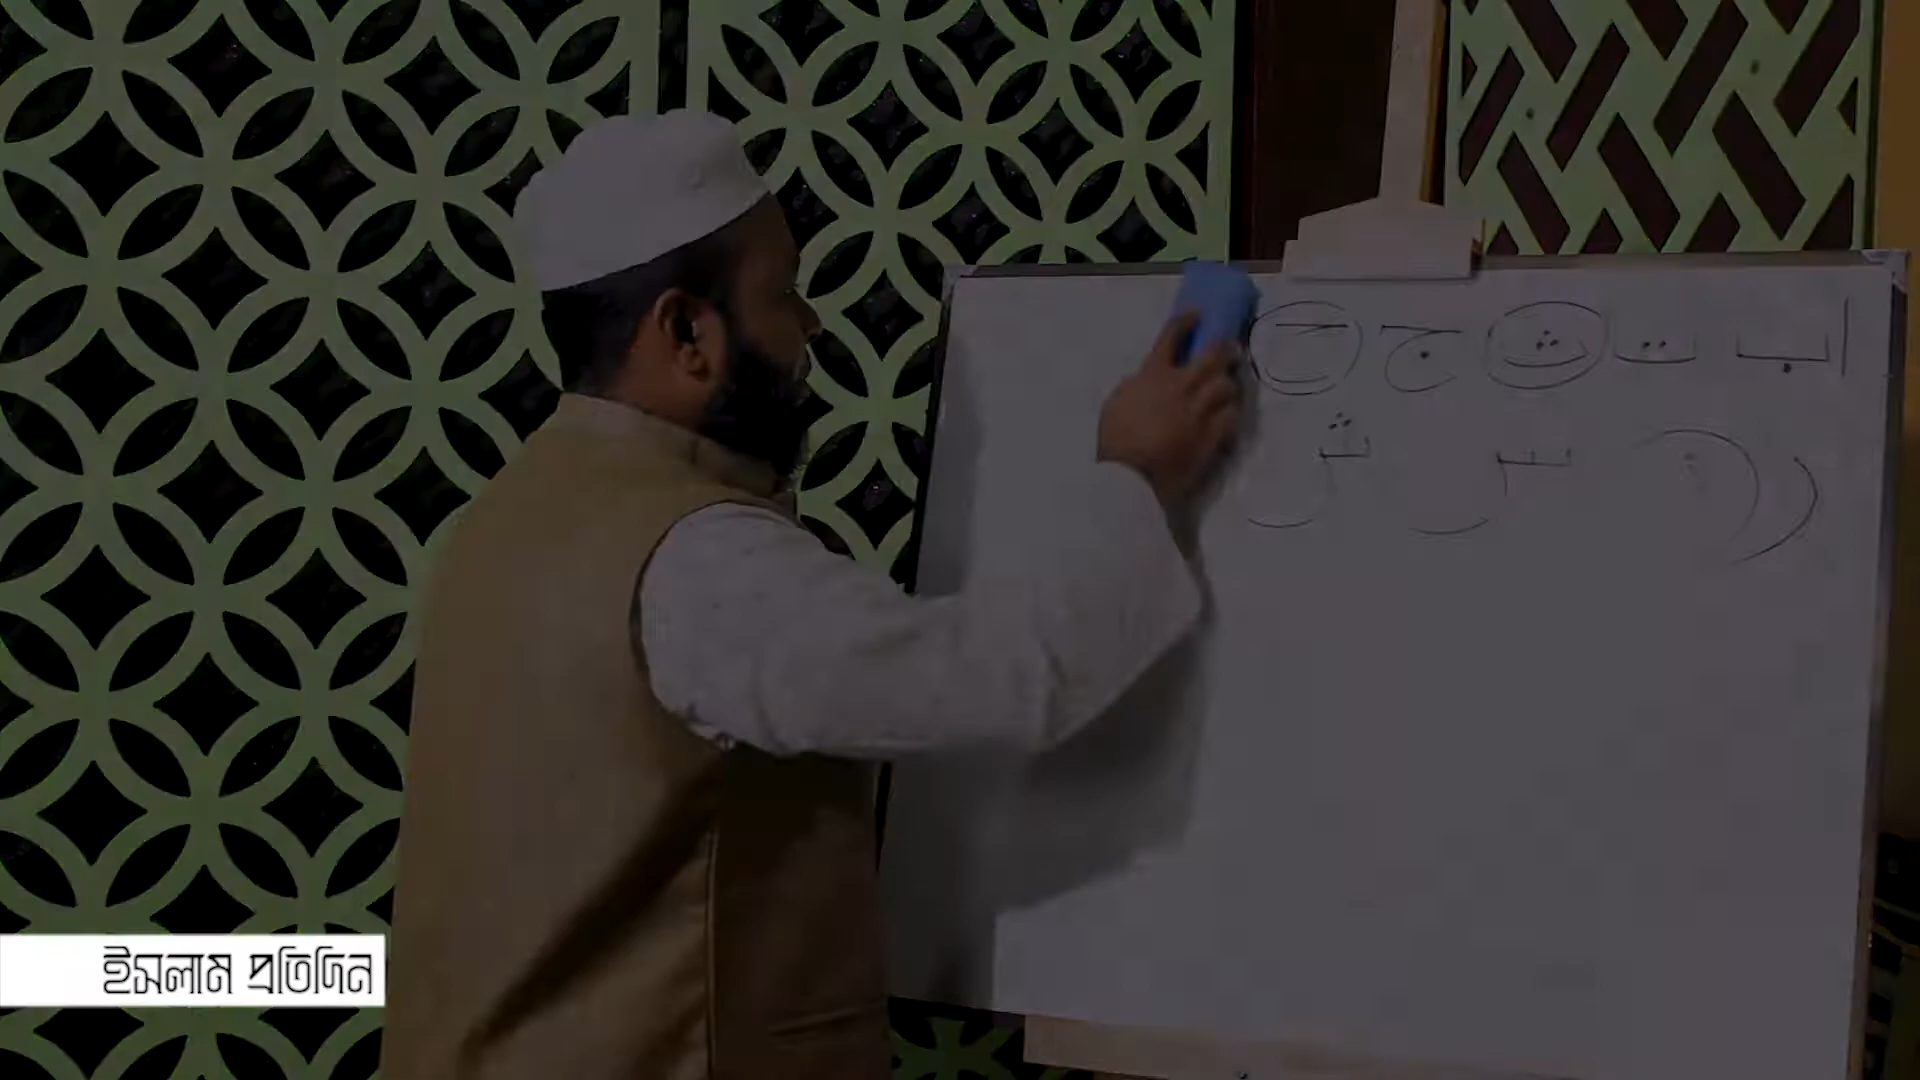 ا ب ت ث ج ح
س ش
ইসলাম প্রতিদিন